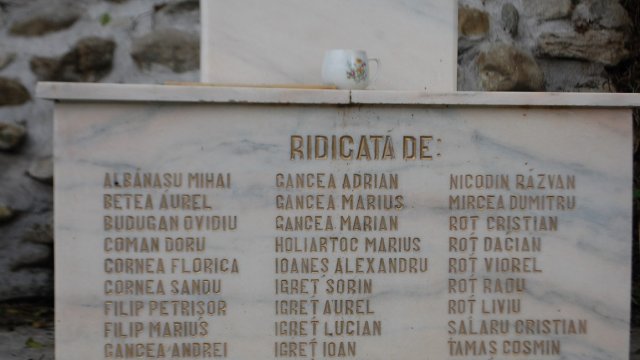 RIDICATĂ DE:
ALBĂNAȘU MIHAI
BETEA AUREL
BUDUGAN OVIDIU
COMAN DORU
CORNEA FLORICA
CORNEA SANDU
FILIP PETRIȘOR
FILIP MARIUS
GANCEA ANDREI
GANCEA ADRIAN
GANCEA MARIUS
GANCEA MARIAN
HOLIARTOC MARIUS
IOANEȘ ALEXANDRU
IGREȚ SORIN
IGREȚ AUREL
IGREȚ LUCIAN
IGREȚ IOAN
NICODIN RĂZVAN
MIRCEA DUMITRU
ROȚ CRISTIAN
ROȚ DACIAN
ROȚ VIOREL
ROȚ RADU
ROȚ LIVIU
SALARU CRISTIAN
TĂMAȘ COSMIN